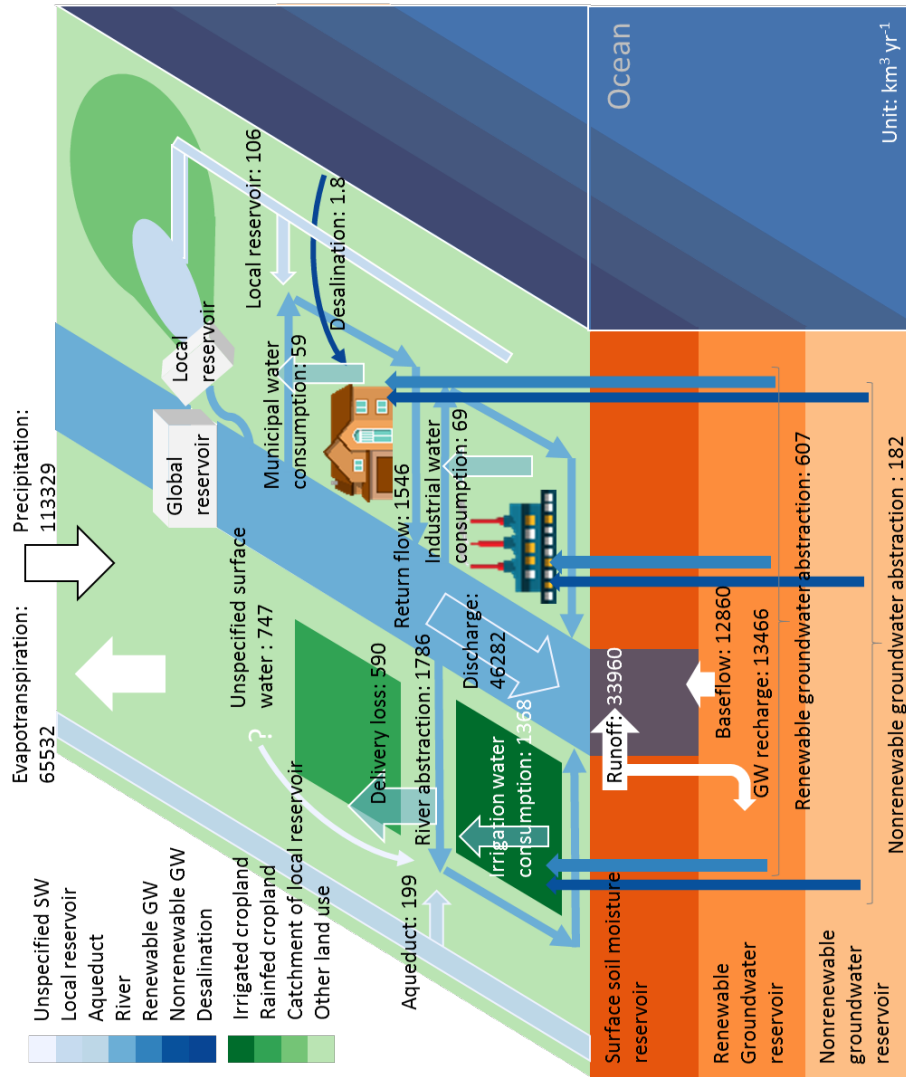 Unspecified SW
Local reservoir
Aqueduct
River
Renewable GW
Nonrenewable GW
Desalination
Irrigated cropland
Rainfed cropland
Catchment of local reservoir
Other land use
Evapotranspiration:
65532
Precipitation:
113329
Global
reservoir
Local
reservoir
Unspecified surface
water : 747
?
Municipal water
consumption: 59
Local reservoir: 106
Desalination: 1.8
Delivery loss: 590
Return flow: 1546
River abstraction: 1786
Industrial water
consumption: 69
Aqueduct: 199
Irrigation water
consumption: 1368
Discharge:
46282
Ocean
Surface soil moisture
reservoir
Runoff: 33960
Renewable
Groundwater
reservoir
Baseflow: 12860
GW recharge: 13466
Renewable groundwater abstraction: 607
Nonrenewable
groundwater
reservoir
Nonrenewable groundwater abstraction : 182
Unit: km³ yr⁻¹